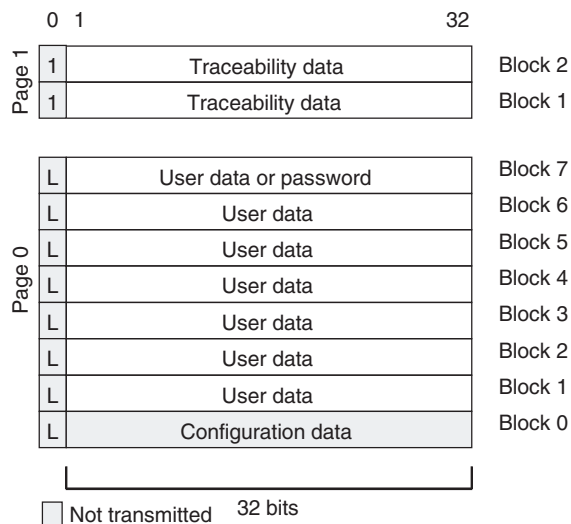 0 1 32
Page 1
1 Traceability data Block 2
1 Traceability data Block 1
Page 0
L User data or password Block 7
L User data Block 6
L User data Block 5
L User data Block 4
L User data Block 3
L User data Block 2
L User data Block 1
L Configuration data Block 0
32 bits
Not transmitted